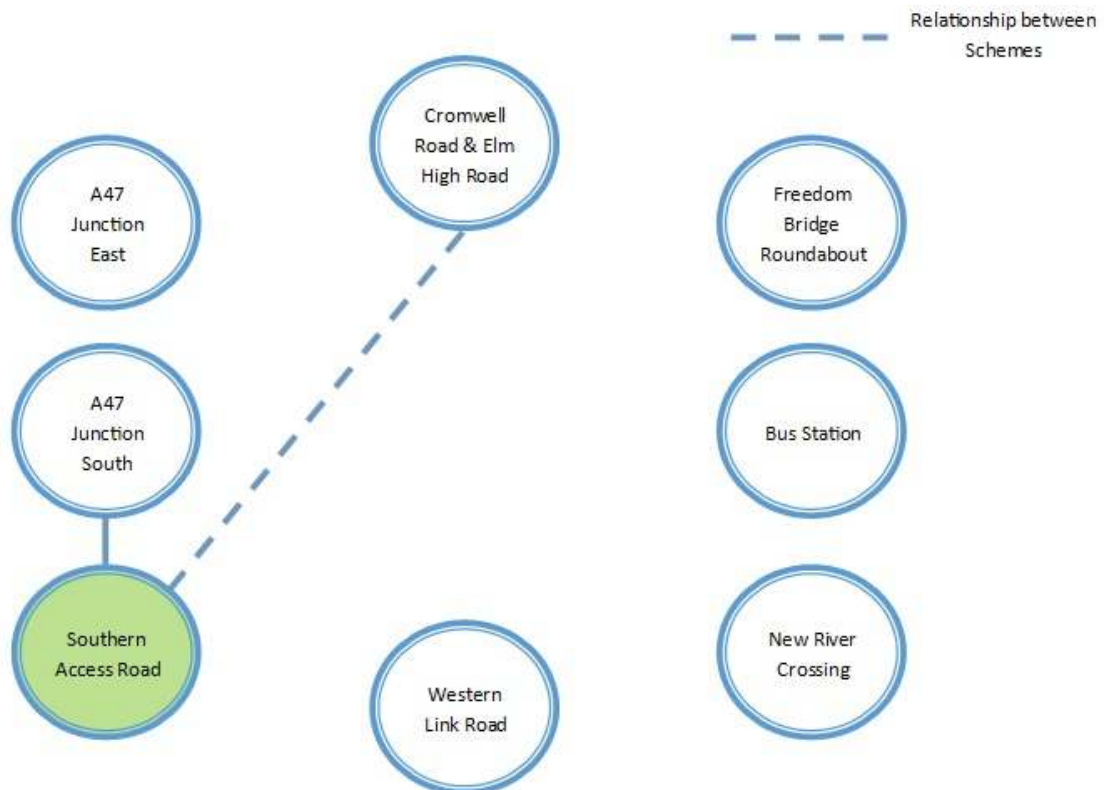 Relationship between
Schemes
Cromwell
Road & Elm
High Road
A47
Junction
East
Freedom
Bridge
Roundabout
A47
Junction
South
Bus Station
Southern
Access Road
New River
Crossing
Western
Link Road